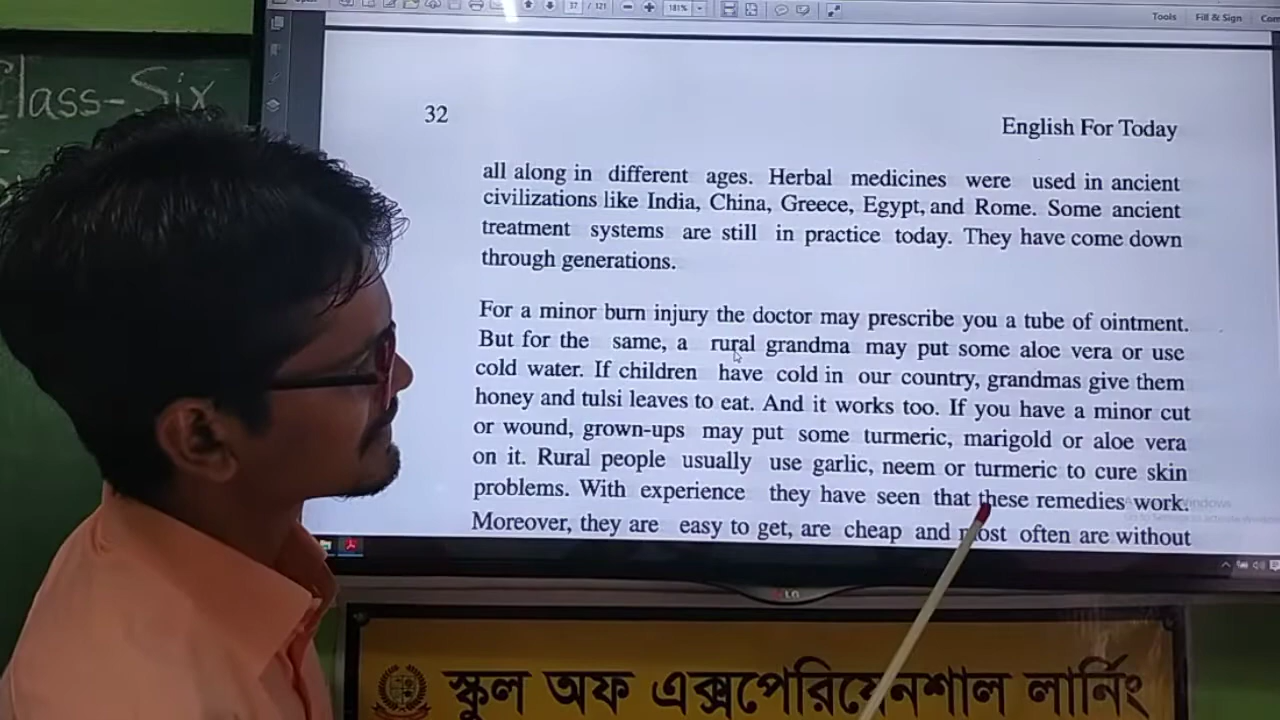 Class-Six
37 / 121
181%
Tools Fill & Sign Com
32
English For Today
all along in different ages. Herbal medicines were used in ancient
civilizations like India, China, Greece, Egypt, and Rome. Some ancient
treatment systems are still in practice today. They have come down
through generations.
For a minor burn injury the doctor may prescribe you a tube of ointment.
But for the same, a rural grandma may put some aloe vera or use
cold water. If children have cold in our country, grandmas give them
honey and tulsi leaves to eat. And it works too. If you have a minor cut
or wound, grown-ups may put some turmeric, marigold or aloe vera
on it. Rural people usually use garlic, neem or turmeric to cure skin
problems. With experience they have seen that these remedies work.
Moreover, they are easy to get, are cheap and most often are without
LG
স্কুল অফ এক্সপেরিয়েনশাল লার্নিং